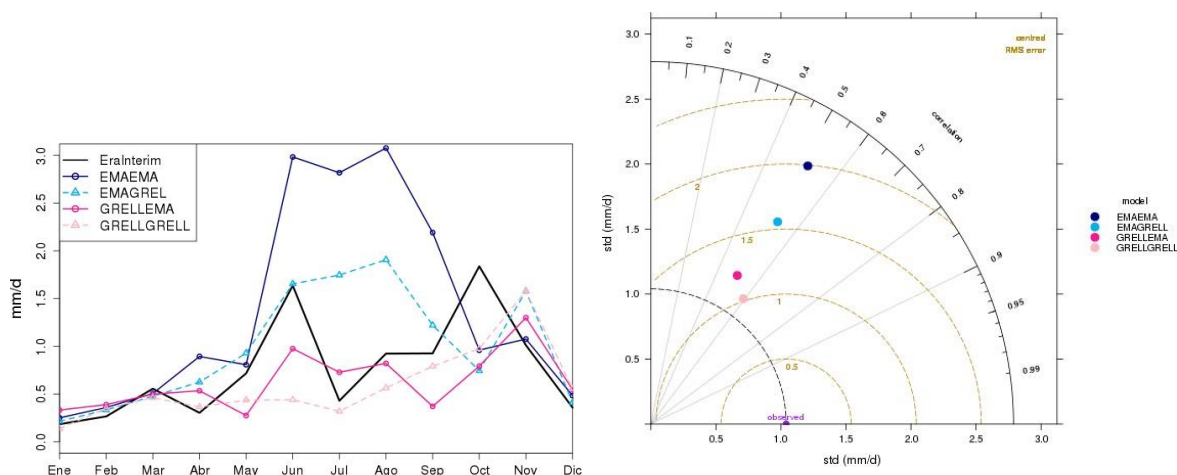 EraInterim
EMAEMA
EMAGREL
GRELLEMA
GRELLGRELL
mm/d
0.0
0.5
1.0
1.5
2.0
2.5
3.0
Ene Feb Mar Abr May Jun Jul Ago Sep Oct Nov Dic
centred
RMS error
std (mm/d)
3.0
2.5
2.0
1.5
1.0
0.5
0.1
0.2
0.3
0.4
0.5
0.6
0.7
0.8
0.9
0.95
0.99
correlation
2
1.5
1
0.5
observed
0.5 1.0 1.5 2.0 2.5 3.0
std (mm/d)
model
EMAEMA
EMAGRELL
GRELLEMA
GRELLGRELL